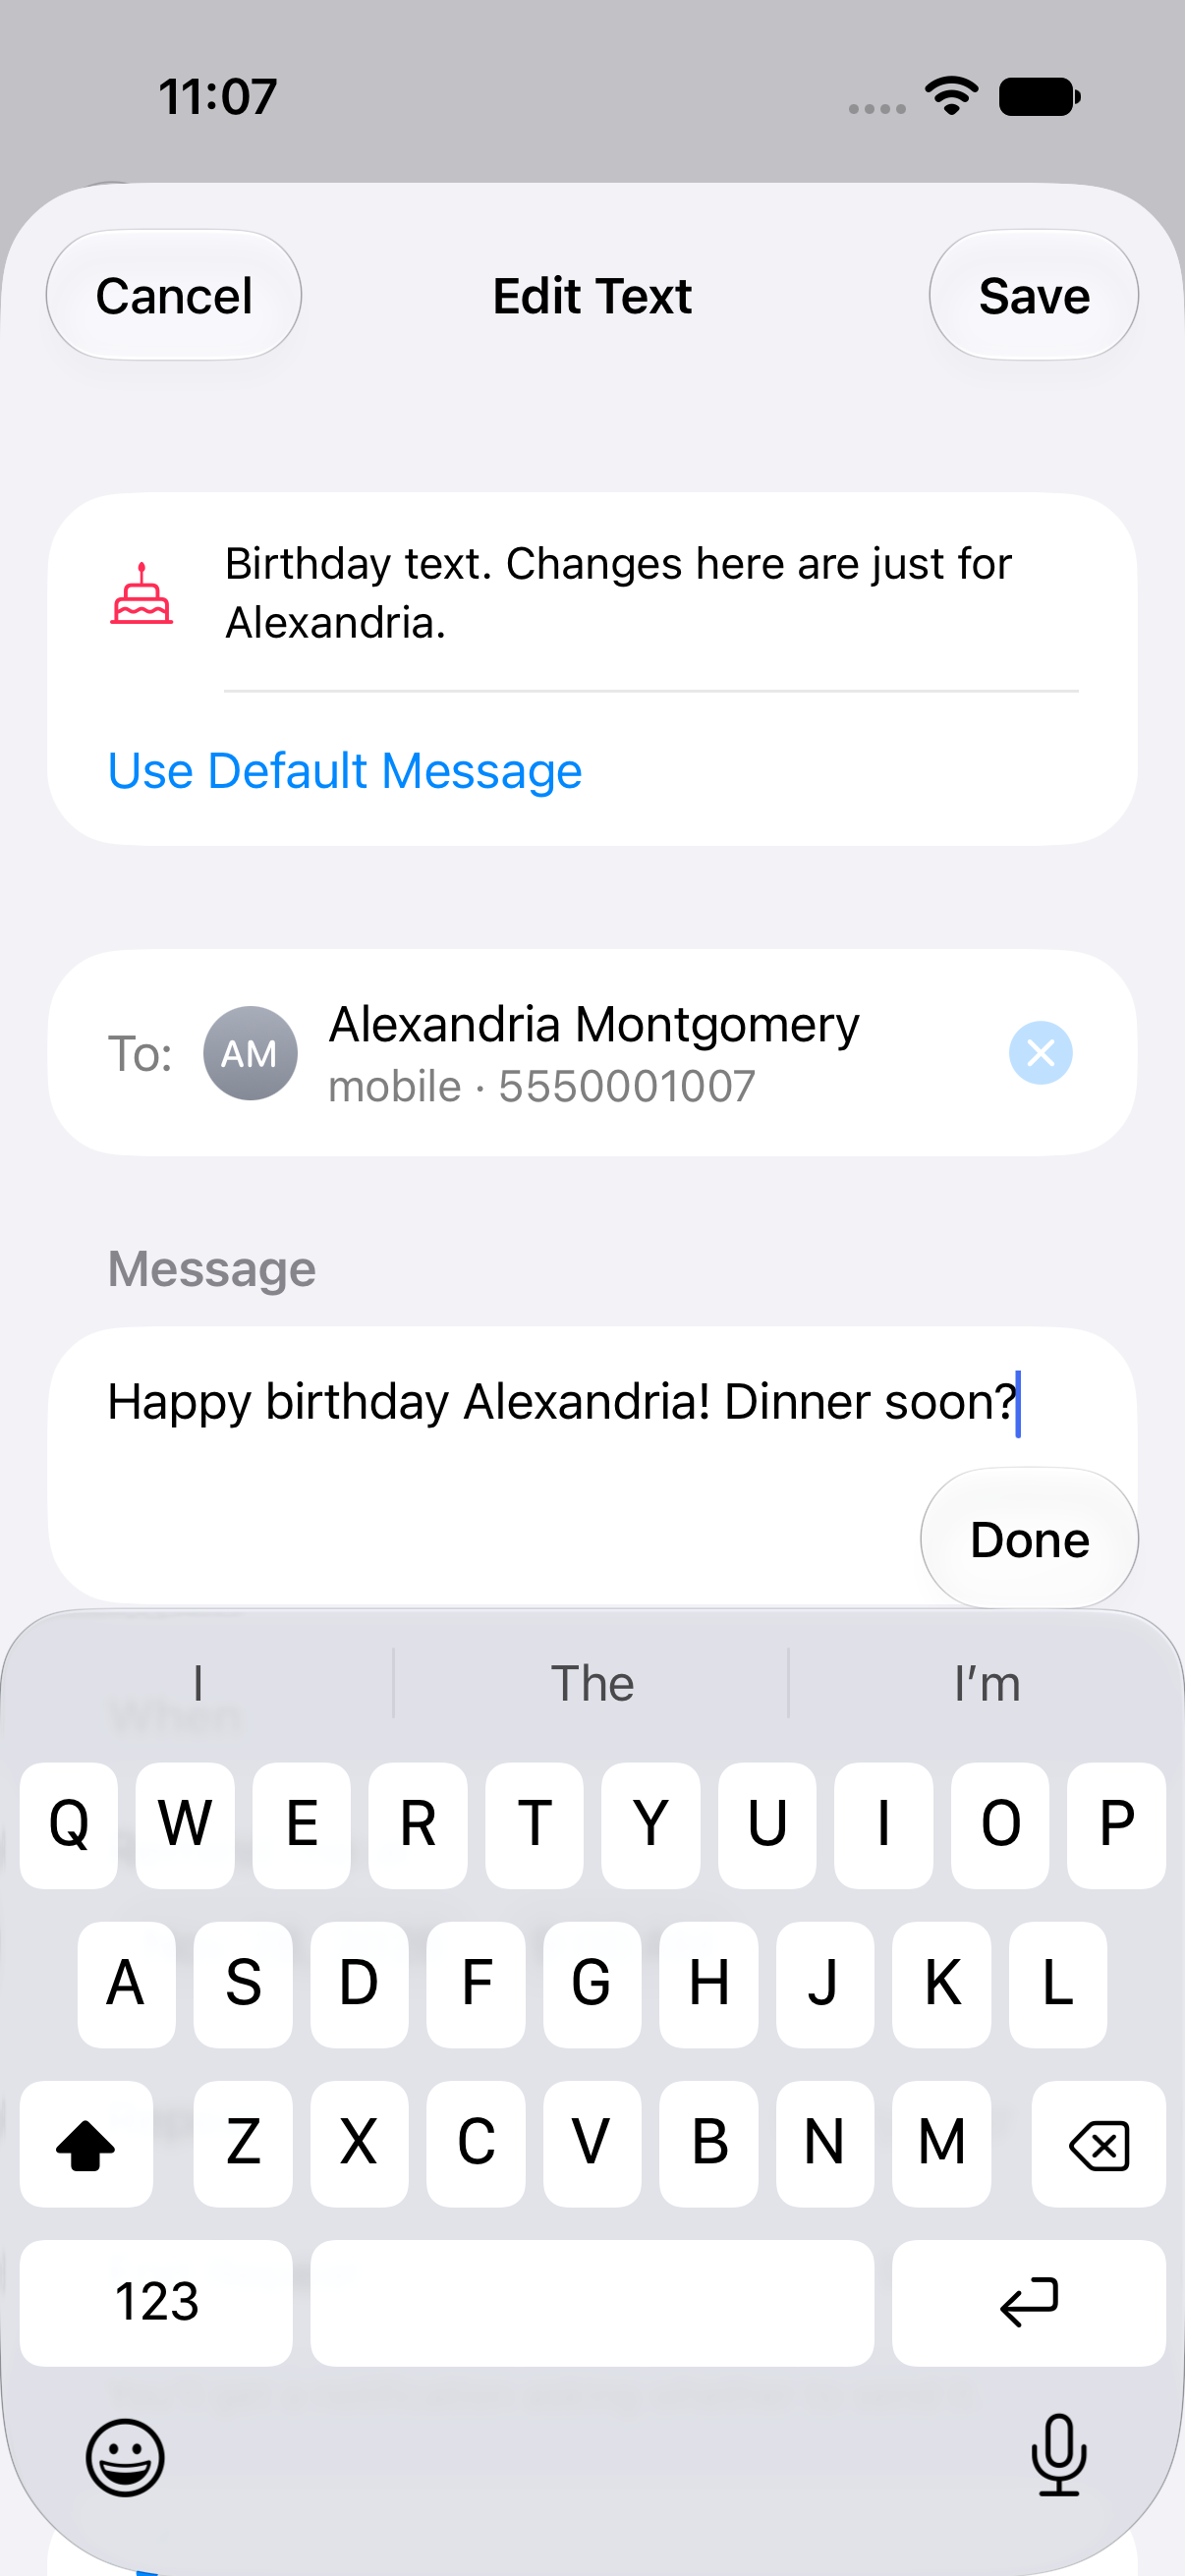 11:07
Cancel
Edit Text
Save
Birthday text. Changes here are just for
Alexandria.
Use Default Message
To:
AM
Alexandria Montgomery
mobile · 5550001007
Message
Happy birthday Alexandria! Dinner soon?
Done
I
The
I’m
When
Q W E R T Y U I O P
A S D F G H J K L
Z X C V B N M
123